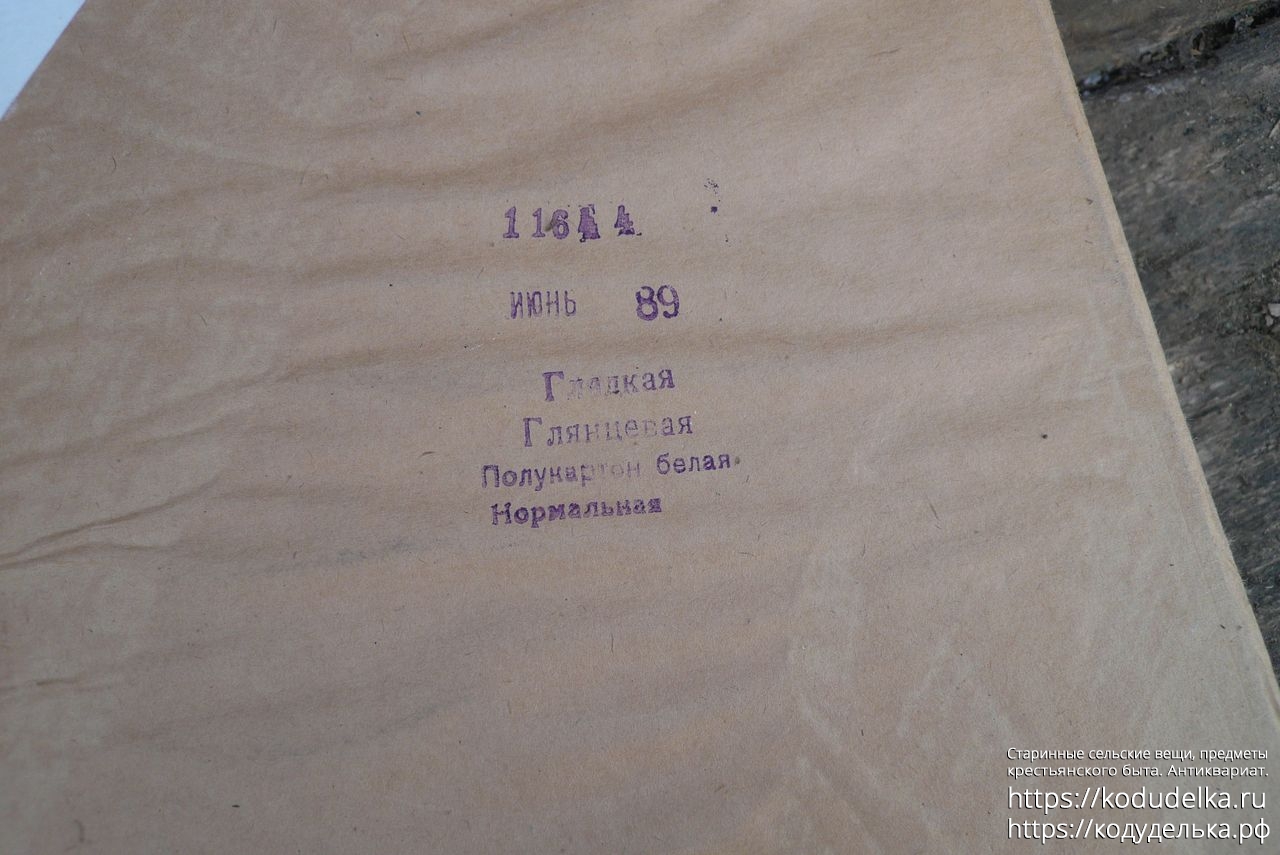 ИЮНЬ 89
Гладкая
Глянцевая
Полукартон белая
Нормальная
Старинные сельские вещи, предметы
крестьянского быта. Антиквариат.
https://kodudelka.ru
https://кодуделька.рф